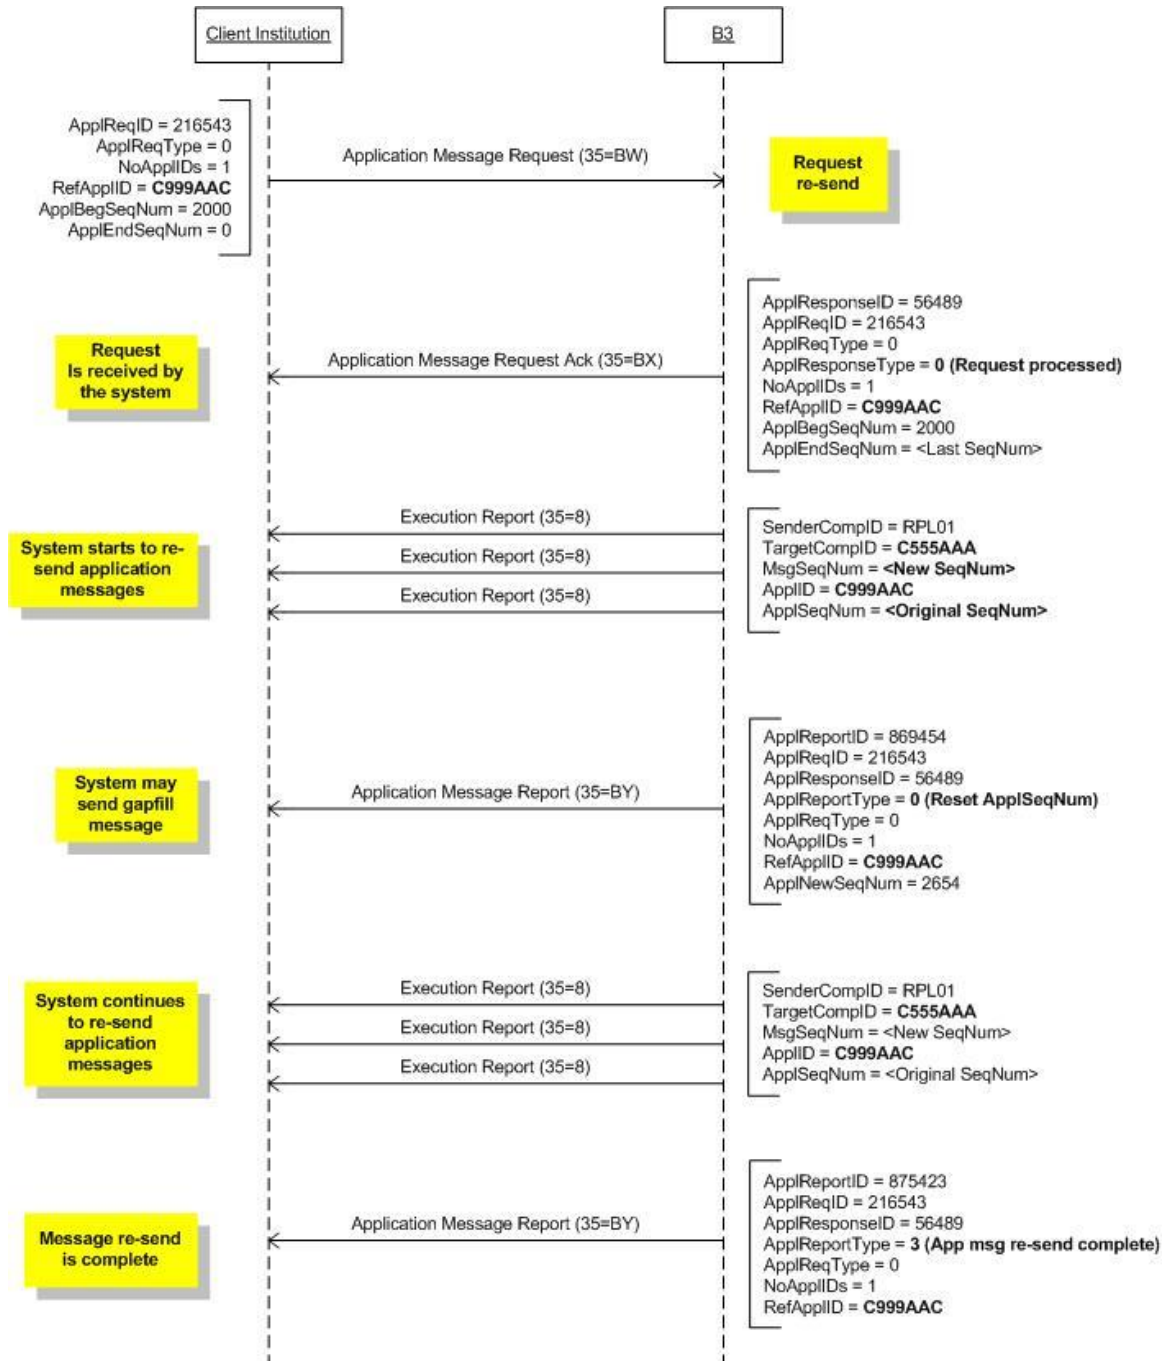 Client Institution
B3
ApplReqID = 216543
ApplReqType = 0
NoApplIDs = 1
RefApplID = C999AAC
ApplBegSeqNum = 2000
ApplEndSeqNum = 0
Application Message Request (35=BW)
Request
re-send
Request
Is received by
the system
Application Message Request Ack (35=BX)
ApplResponseID = 56489
ApplReqID = 216543
ApplReqType = 0
ApplResponseType = 0 (Request processed)
NoApplIDs = 1
RefApplID = C999AAC
ApplBegSeqNum = 2000
ApplEndSeqNum = <Last SeqNum>
System starts to re-
send application
messages
Execution Report (35=8)
Execution Report (35=8)
Execution Report (35=8)
SenderCompID = RPL01
TargetCompID = C555AAA
MsgSeqNum = <New SeqNum>
ApplID = C999AAC
ApplSeqNum = <Original SeqNum>
System may
send gapfill
message
Application Message Report (35=BY)
ApplReportID = 869454
ApplReqID = 216543
ApplResponseID = 56489
ApplReportType = 0 (Reset ApplSeqNum)
ApplReqType = 0
NoApplIDs = 1
RefApplID = C999AAC
ApplNewSeqNum = 2654
System continues
to re-send
application
messages
Execution Report (35=8)
Execution Report (35=8)
Execution Report (35=8)
SenderCompID = RPL01
TargetCompID = C555AAA
MsgSeqNum = <New SeqNum>
ApplID = C999AAC
ApplSeqNum = <Original SeqNum>
Message re-send
is complete
Application Message Report (35=BY)
ApplReportID = 875423
ApplReqID = 216543
ApplResponseID = 56489
ApplReportType = 3 (App msg re-send complete)
ApplReqType = 0
NoApplIDs = 1
RefApplID = C999AAC